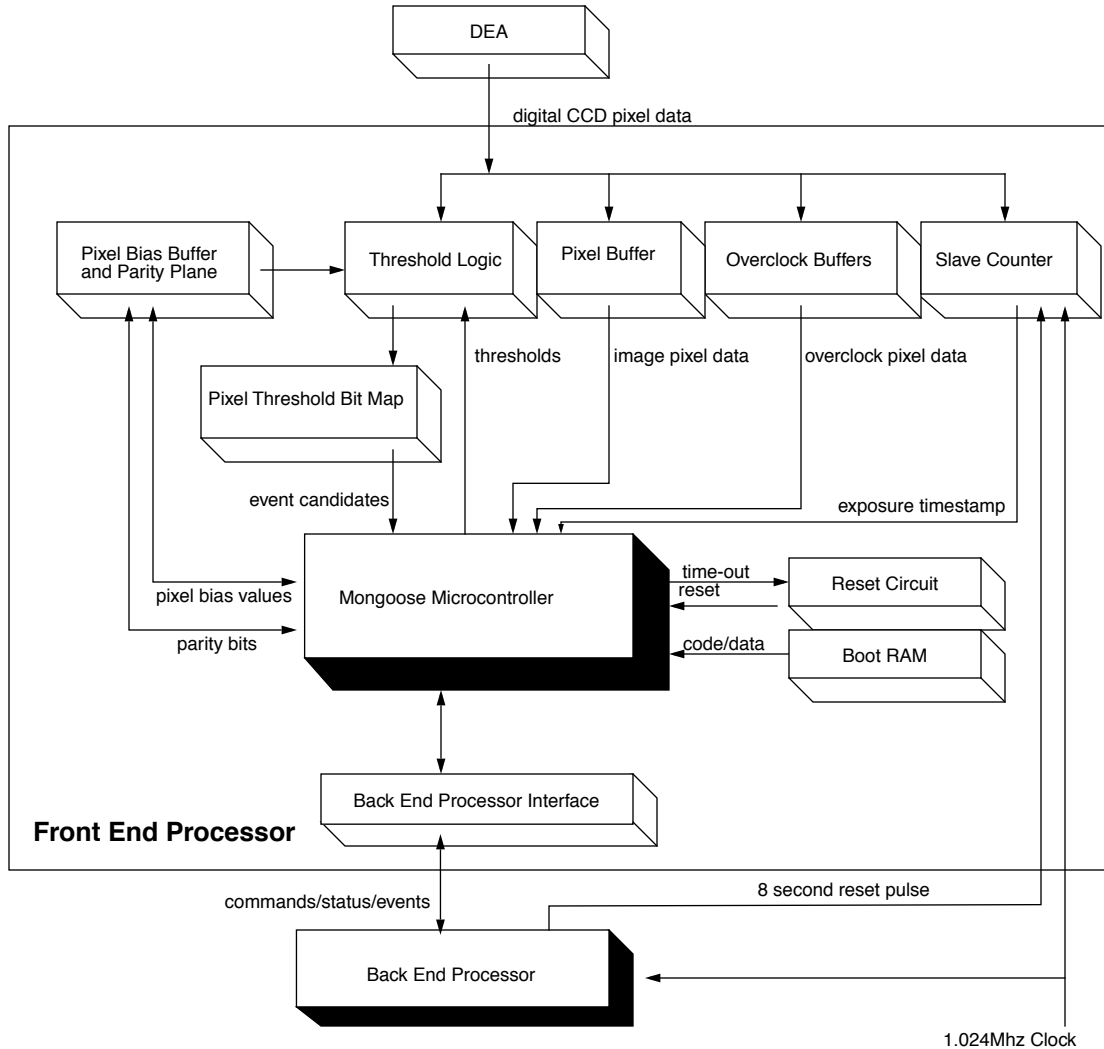 DEA
digital CCD pixel data
Pixel Bias Buffer
and Parity Plane
Threshold Logic
Pixel Buffer
Overclock Buffers
Slave Counter
thresholds
image pixel data
overclock pixel data
Pixel Threshold Bit Map
event candidates
exposure timestamp
pixel bias values
parity bits
Mongoose Microcontroller
time-out
reset
Reset Circuit
code/data
Boot RAM
Back End Processor Interface
Front End Processor
8 second reset pulse
commands/status/events
Back End Processor
1.024Mhz Clock